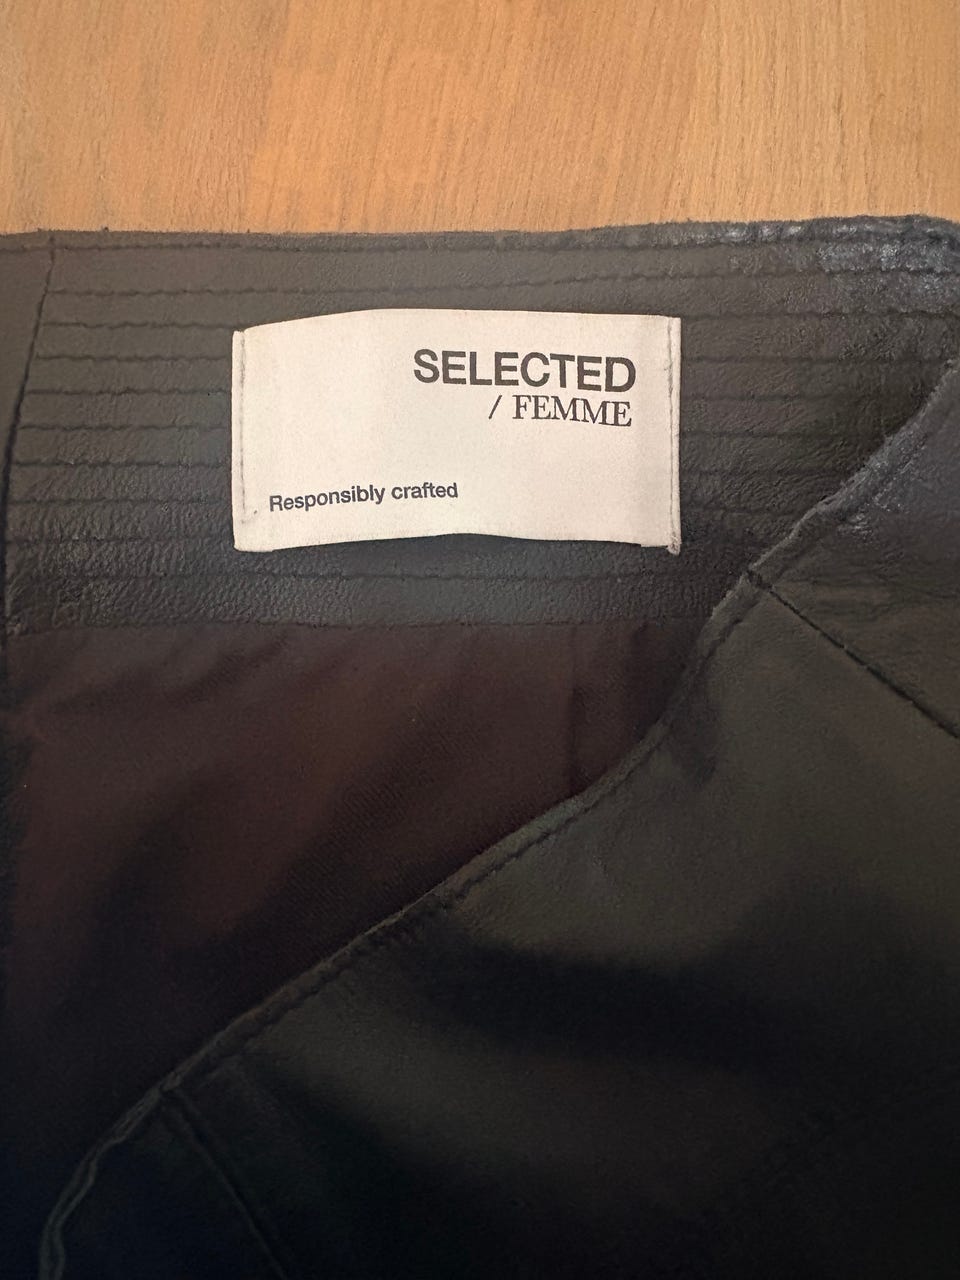 SELECTED
/ FEMME
Responsibly crafted